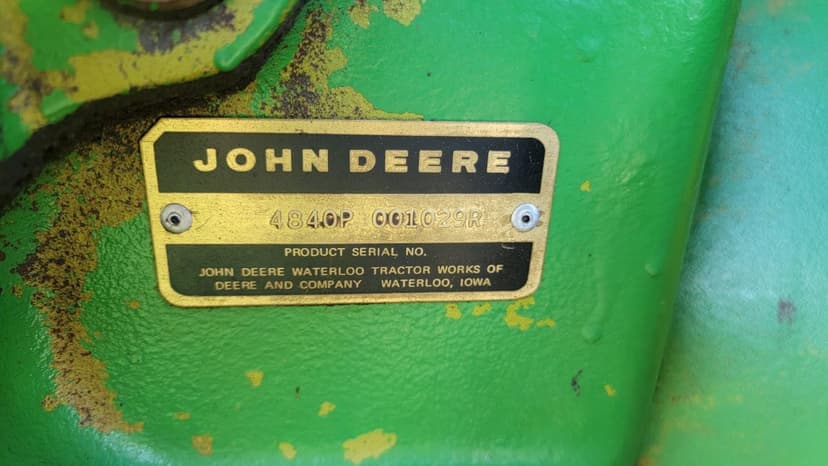 JOHN DEERE
4840P 001029R
PRODUCT SERIAL NO.
JOHN DEERE WATERLOO TRACTOR WORKS OF
DEERE AND COMPANY WATERLOO, IOWA